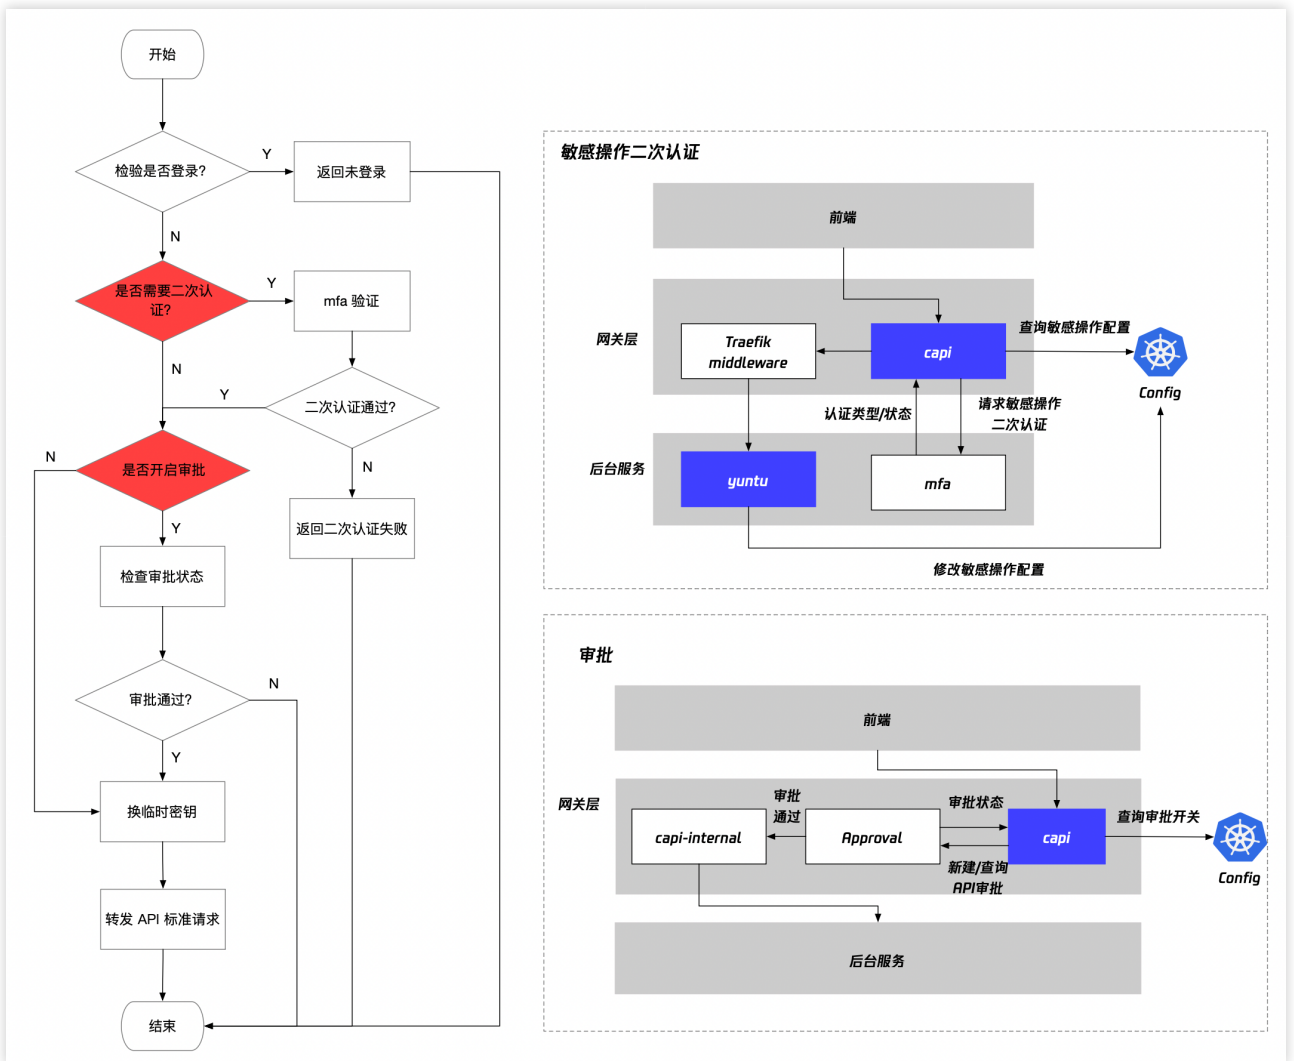 开始
检验是否登录?
Y
返回未登录
N
是否需要二次认
证?
Y
mfa 验证
N
Y
二次认证通过?
N
是否开启审批
N
返回二次认证失败
Y
检查审批状态
审批通过?
N
Y
换临时密钥
转发 API 标准请求
结束
敏感操作二次认证
前端
网关层
Traefik
middleware
capi
查询敏感操作配置
Config
认证类型/状态
请求敏感操作
二次认证
后台服务
yuntu
mfa
修改敏感操作配置
审批
前端
网关层
capi-internal
审批
通过
Approval
审批状态
新建/查询
API审批
capi
查询审批开关
Config
后台服务